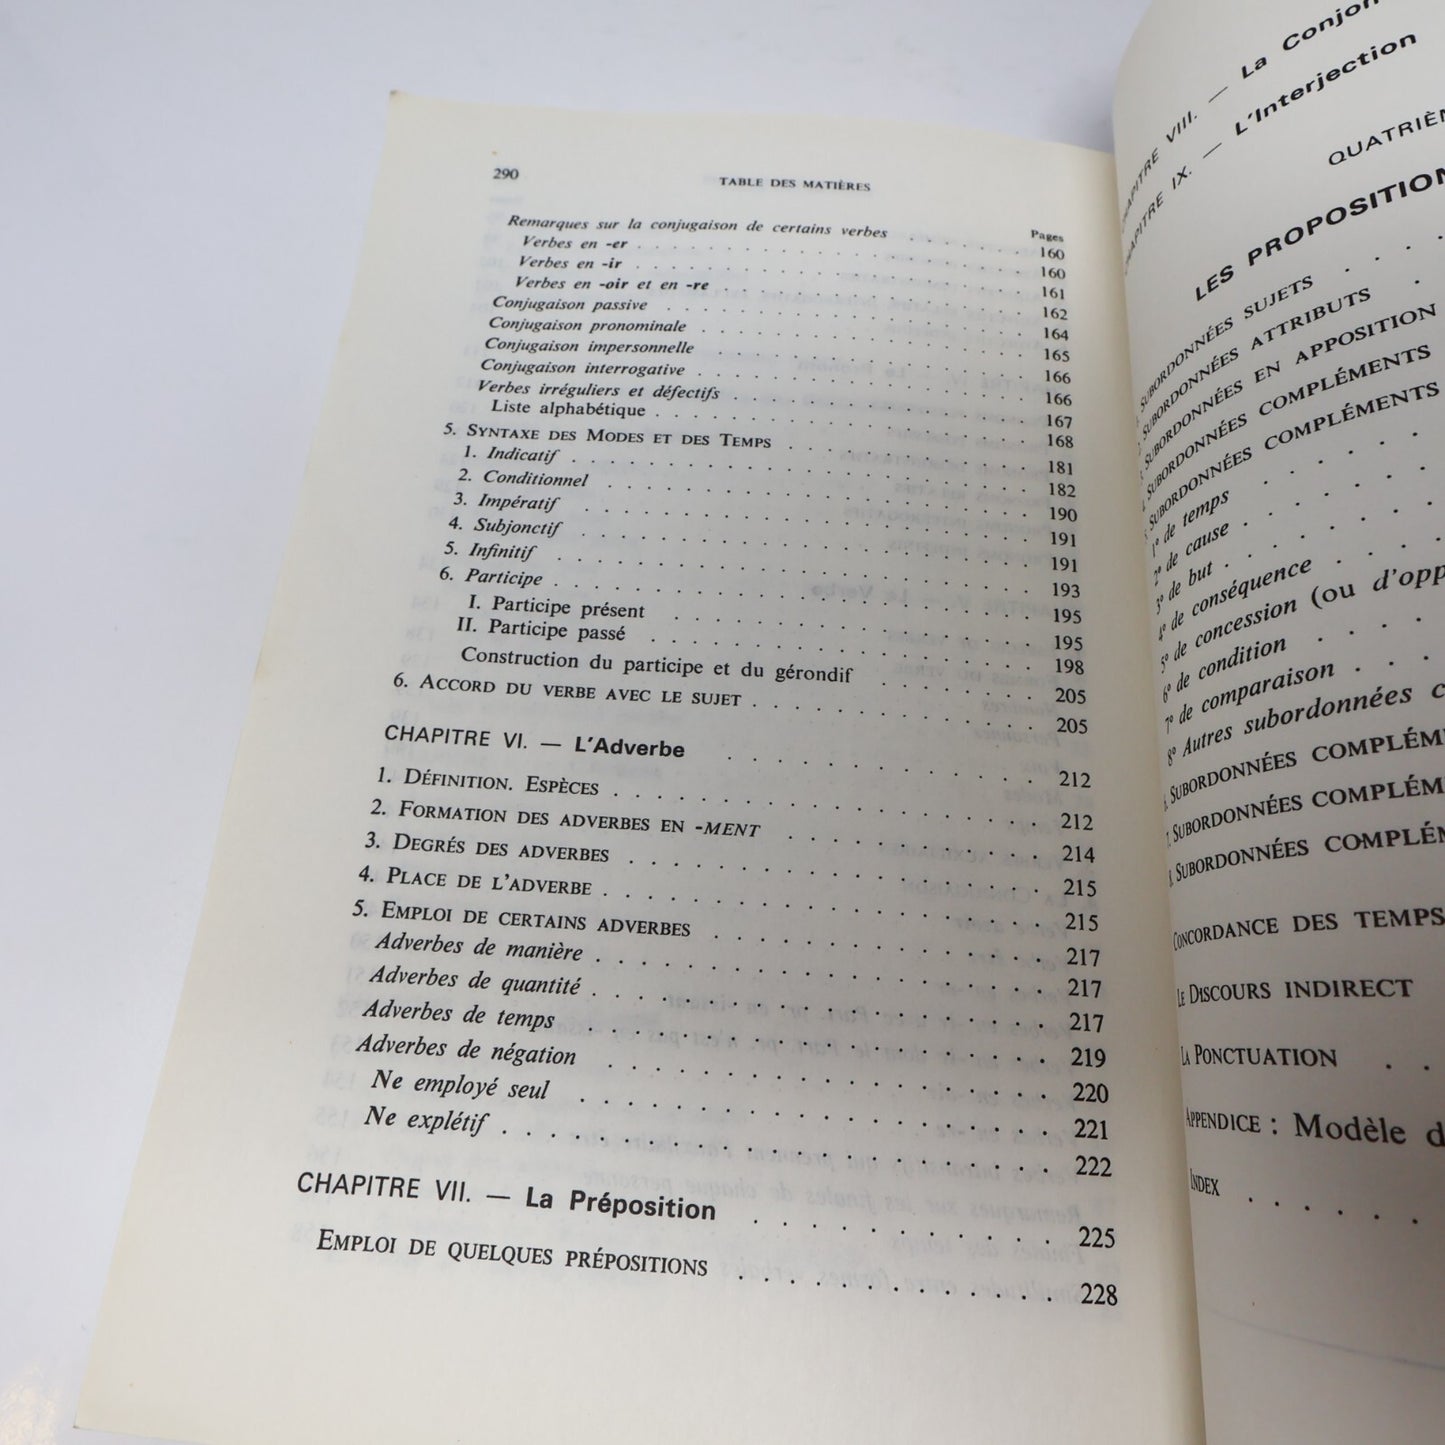 290
TABLE DES MATIÈRES
Pages
Remarques sur la conjugaison de certains verbes 160
Verbes en -er 160
Verbes en -ir 161
Verbes en -oir et en -re 162
Conjugaison passive 164
Conjugaison pronominale 165
Conjugaison impersonnelle 166
Conjugaison interrogative 166
Verbes irréguliers et défectifs 167
Liste alphabétique 168
5. SYNTAXE DES MODES ET DES TEMPS 181
1. Indicatif 182
2. Conditionnel 190
3. Impératif 191
4. Subjonctif 191
5. Infinitif 193
6. Participe 195
I. Participe présent 195
II. Participe passé 198
Construction du participe et du gérondif 205
6. ACCORD DU VERBE AVEC LE SUJET 205
CHAPITRE VI. — L'Adverbe 212
1. DÉFINITION. ESPÈCES 212
2. FORMATION DES ADVERBES EN -MENT 214
3. DEGRÉS DES ADVERBES 215
4. PLACE DE L'ADVERBE 215
5. EMPLOI DE CERTAINS ADVERBES 217
Adverbes de manière 217
Adverbes de quantité 217
Adverbes de temps 219
Adverbes de négation 220
Ne employé seul 221
Ne explétif 222
CHAPITRE VII. — La Préposition 225
EMPLOI DE QUELQUES PRÉPOSITIONS 228
CHAPITRE VIII. — La Conjon
CHAPITRE IX. — L'Interjection
QUATRIÈM
LES PROPOSITION
SUBORDONNÉES SUJETS
SUBORDONNÉES ATTRIBUTS
SUBORDONNÉES EN APPOSITION
SUBORDONNÉES COMPLÉMENTS
SUBORDONNÉES COMPLÉMENTS
1º de temps
2º de cause
3º de but
4º de conséquence
5º de concession (ou d'opp
6º de condition
7º de comparaison
8º Autres subordonnées c
SUBORDONNÉES COMPLÉM
7. SUBORDONNÉES COMPLÉM
8. SUBORDONNÉES COMPLÉM
CONCORDANCE DES TEMPS
LE DISCOURS INDIRECT
LA PONCTUATION
APPENDICE : Modèle d
INDEX